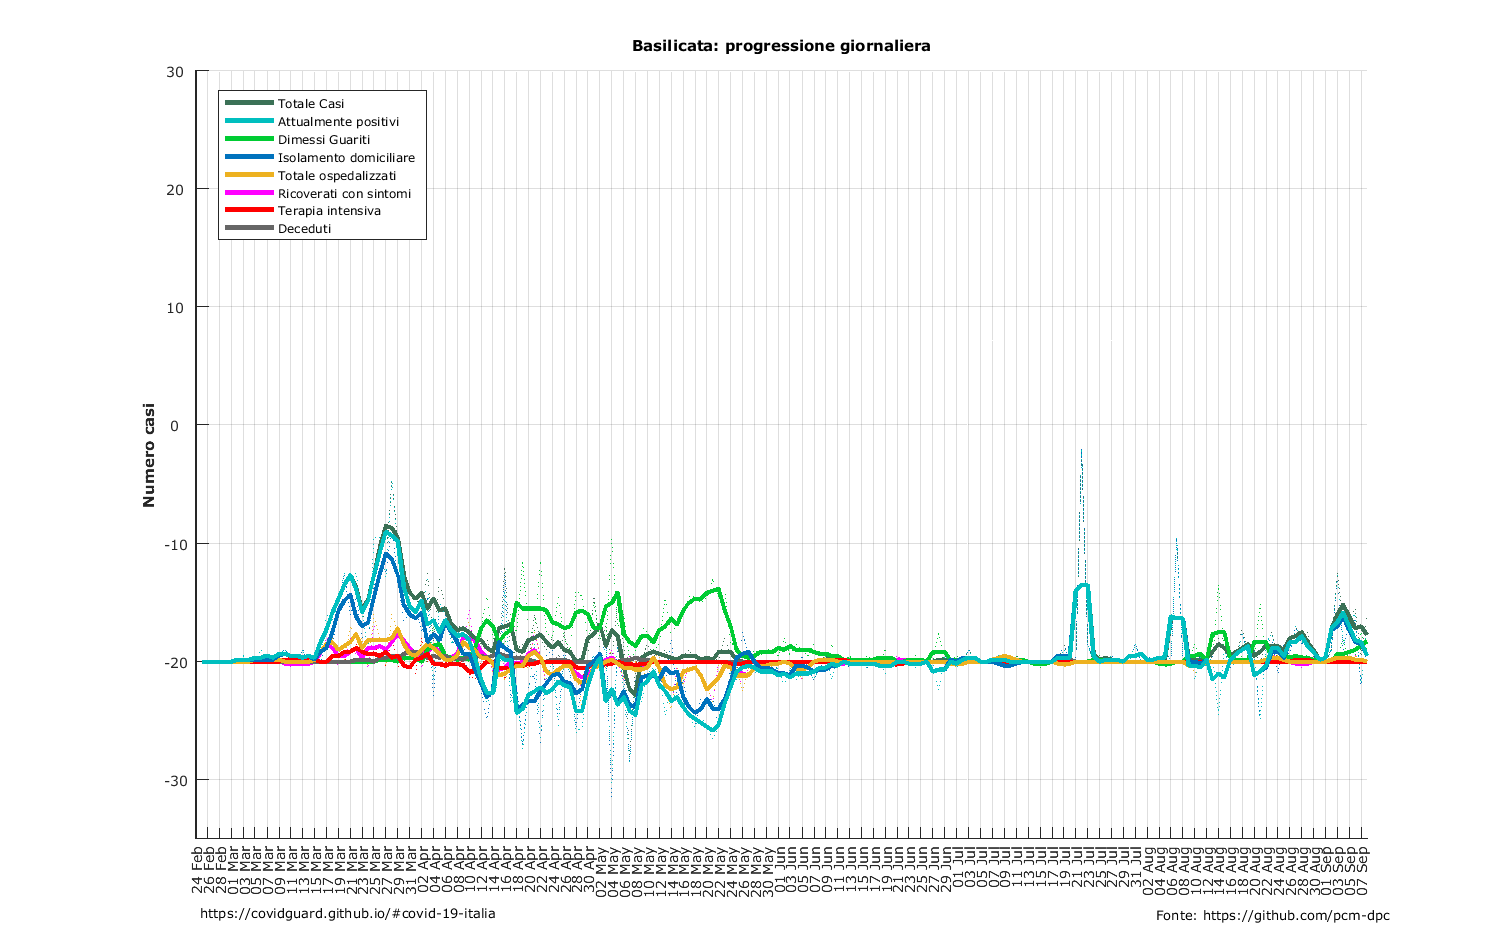 Basilicata: progressione giornaliera
30
20
10
0
-10
-20
-30
Numero casi
Totale Casi
Attualmente positivi
Dimessi Guariti
Isolamento domiciliare
Totale ospedalizzati
Ricoverati con sintomi
Terapia intensiva
Deceduti
24 Feb
26 Feb
28 Feb
01 Mar
03 Mar
05 Mar
07 Mar
09 Mar
11 Mar
13 Mar
15 Mar
17 Mar
19 Mar
21 Mar
23 Mar
25 Mar
27 Mar
29 Mar
31 Mar
02 Apr
04 Apr
06 Apr
08 Apr
10 Apr
12 Apr
14 Apr
16 Apr
18 Apr
20 Apr
22 Apr
24 Apr
26 Apr
28 Apr
30 Apr
02 May
04 May
06 May
08 May
10 May
12 May
14 May
16 May
18 May
20 May
22 May
24 May
26 May
28 May
30 May
01 Jun
03 Jun
05 Jun
07 Jun
09 Jun
11 Jun
13 Jun
15 Jun
17 Jun
19 Jun
21 Jun
23 Jun
25 Jun
27 Jun
29 Jun
01 Jul
03 Jul
05 Jul
07 Jul
09 Jul
11 Jul
13 Jul
15 Jul
17 Jul
19 Jul
21 Jul
23 Jul
25 Jul
27 Jul
29 Jul
31 Jul
02 Aug
04 Aug
06 Aug
08 Aug
10 Aug
12 Aug
14 Aug
16 Aug
18 Aug
20 Aug
22 Aug
24 Aug
26 Aug
28 Aug
30 Aug
01 Sep
03 Sep
05 Sep
07 Sep
https://covidguard.github.io/#covid-19-italia
Fonte: https://github.com/pcm-dpc